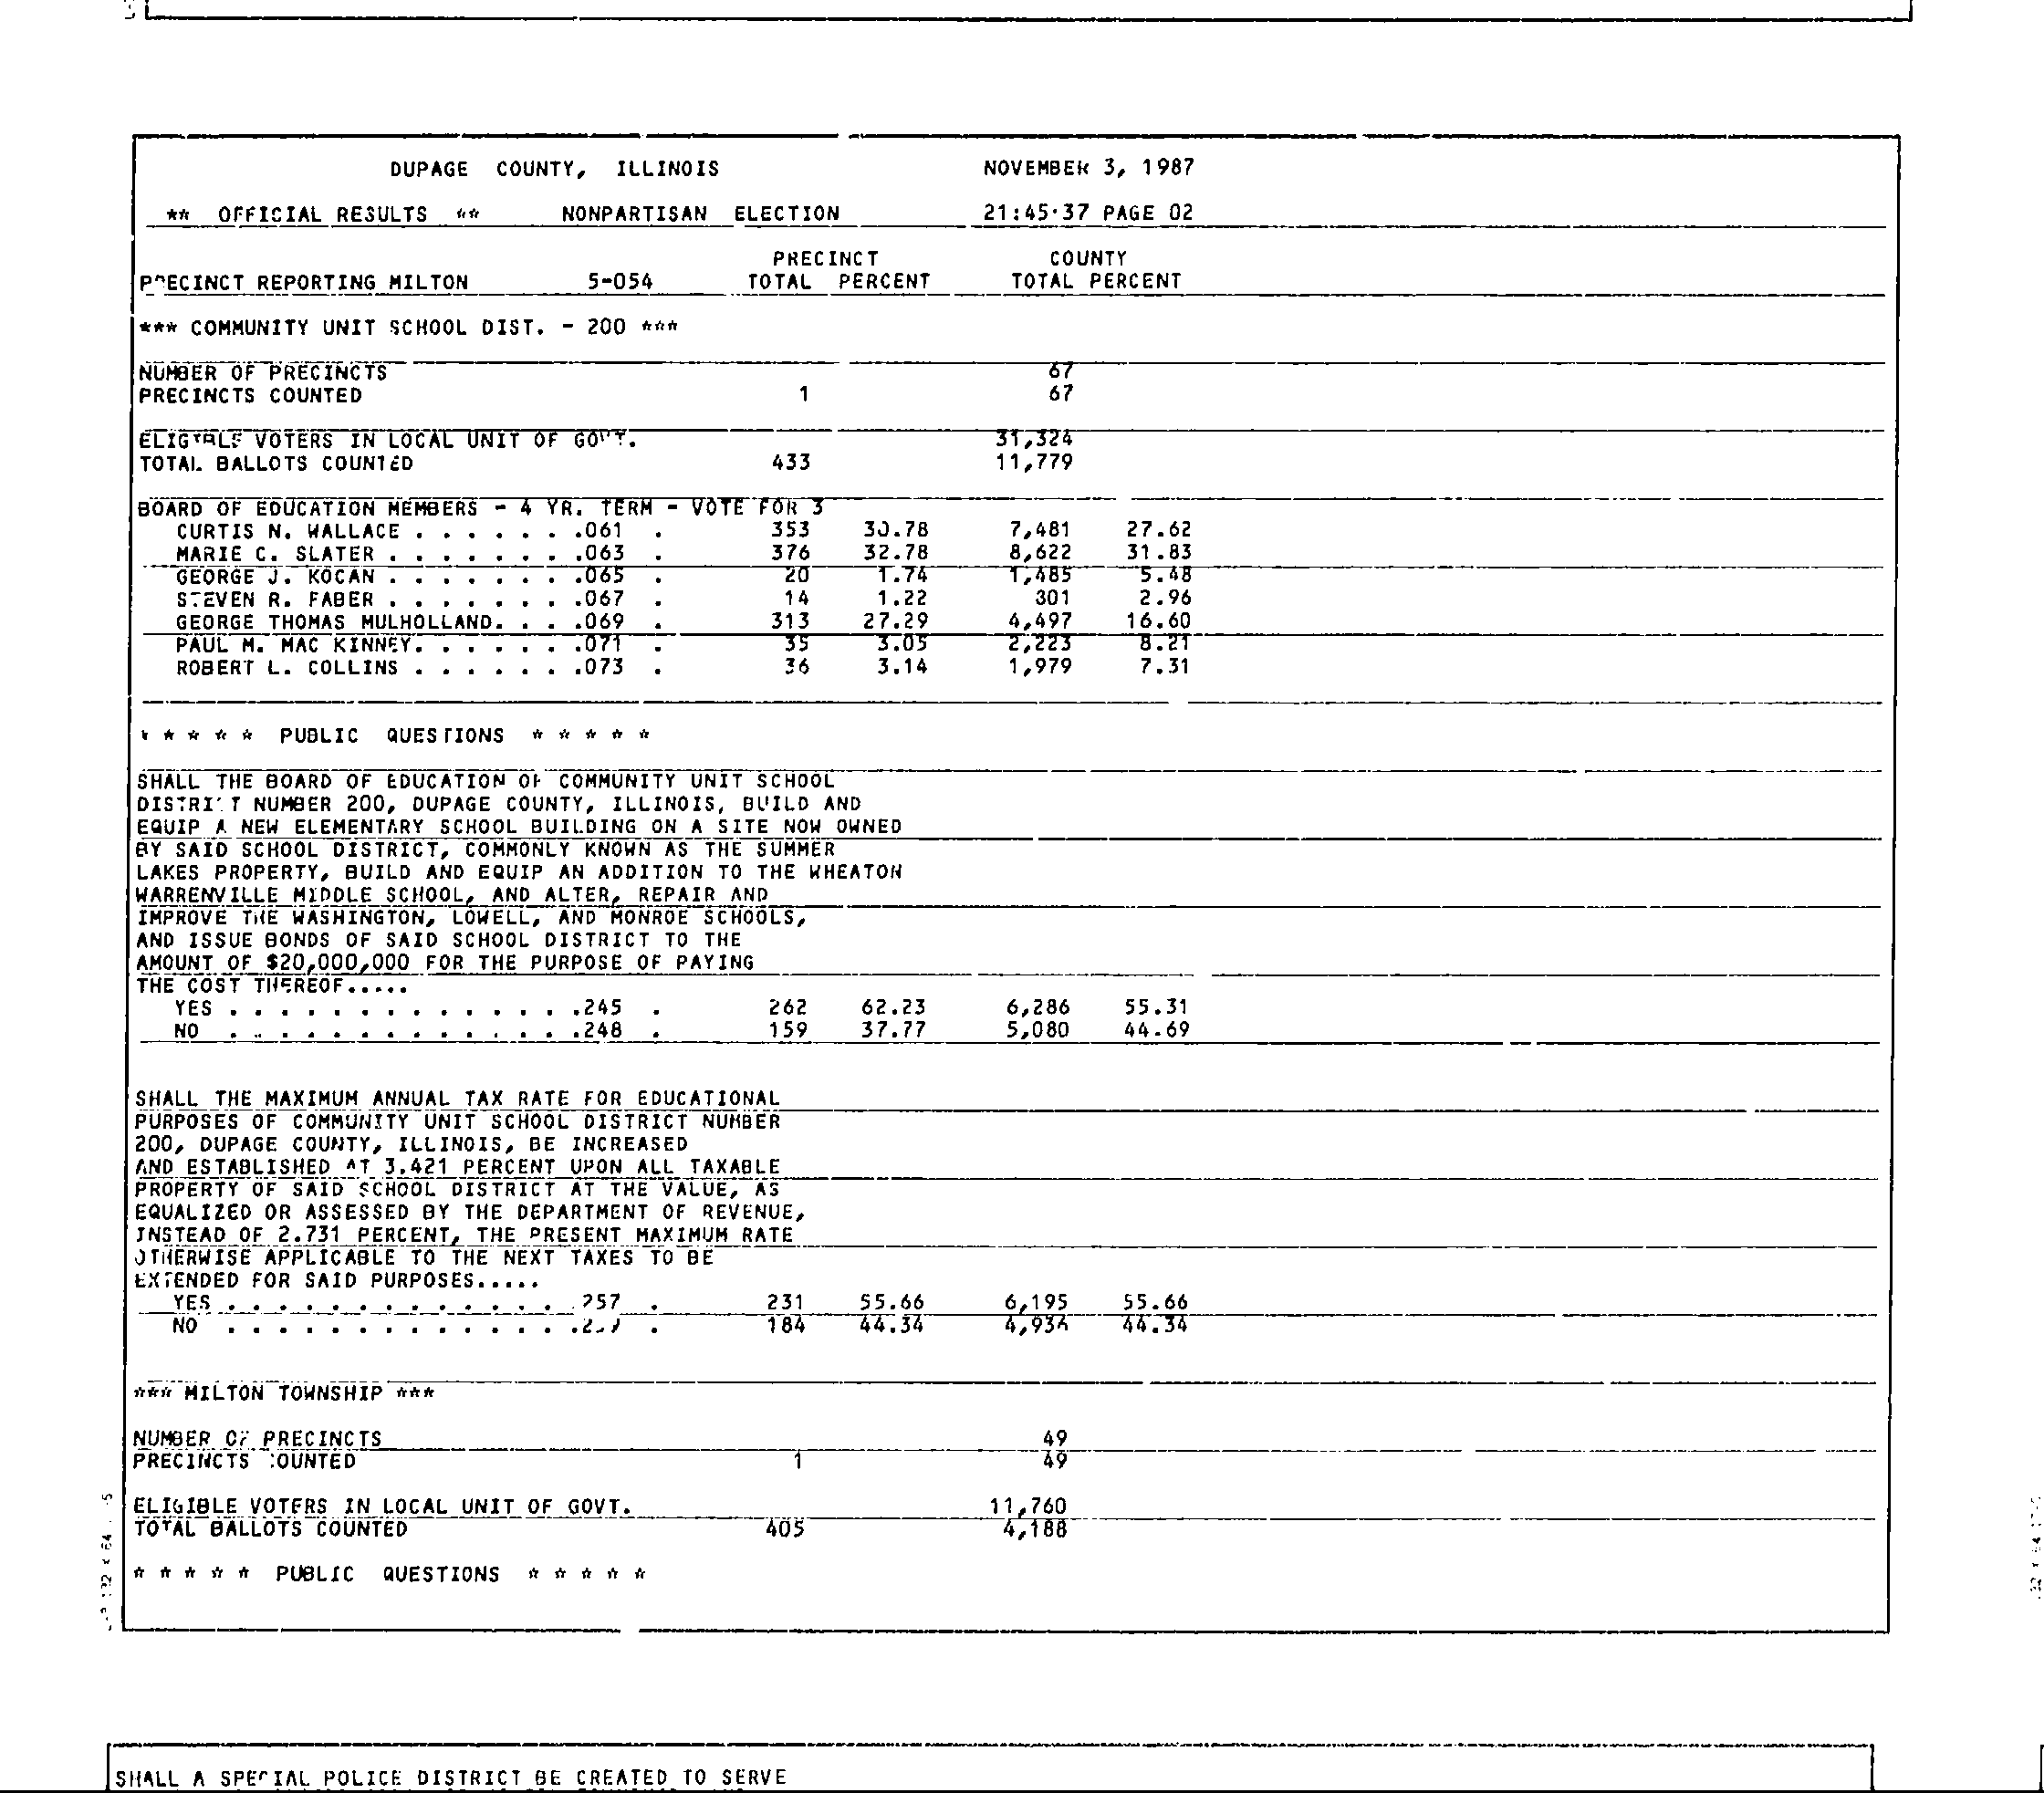 DUPAGE COUNTY, ILLINOIS NOVEMBER 3, 1987
** OFFICIAL RESULTS ** NONPARTISAN ELECTION 21:45:37 PAGE 02
PRECINCT COUNTY
PRECINCT REPORTING MILTON 5-054 TOTAL PERCENT TOTAL PERCENT
*** COMMUNITY UNIT SCHOOL DIST. - 200 ***
NUMBER OF PRECINCTS 67
PRECINCTS COUNTED 1 67
ELIGIBLE VOTERS IN LOCAL UNIT OF GOVT. 31,324
TOTAL BALLOTS COUNTED 433 11,779
BOARD OF EDUCATION MEMBERS - 4 YR. TERM - VOTE FOR 3
CURTIS N. WALLACE . . . . . . .061 . 353 30.78 7,481 27.62
MARIE C. SLATER . . . . . . . .063 . 376 32.78 8,622 31.83
GEORGE J. KOCAN . . . . . . . .065 . 20 1.74 1,485 5.48
STEVEN R. FABER . . . . . . . .067 . 14 1.22 801 2.96
GEORGE THOMAS MULHOLLAND. . . .069 . 313 27.29 4,497 16.60
PAUL M. MAC KINNEY. . . . . . .071 . 35 3.05 2,223 8.21
ROBERT L. COLLINS . . . . . . .073 . 36 3.14 1,979 7.31
* * * * * PUBLIC QUESTIONS * * * * *
SHALL THE BOARD OF EDUCATION OF COMMUNITY UNIT SCHOOL
DISTRICT NUMBER 200, DUPAGE COUNTY, ILLINOIS, BUILD AND
EQUIP A NEW ELEMENTARY SCHOOL BUILDING ON A SITE NOW OWNED
BY SAID SCHOOL DISTRICT, COMMONLY KNOWN AS THE SUMMER
LAKES PROPERTY, BUILD AND EQUIP AN ADDITION TO THE WHEATON
WARRENVILLE MIDDLE SCHOOL, AND ALTER, REPAIR AND
IMPROVE THE WASHINGTON, LOWELL, AND MONROE SCHOOLS,
AND ISSUE BONDS OF SAID SCHOOL DISTRICT TO THE
AMOUNT OF $20,000,000 FOR THE PURPOSE OF PAYING
THE COST THEREOF.....
YES . . . . . . . . . . . . . .245 . 262 62.23 6,286 55.31
NO . . . . . . . . . . . . . .248 . 159 37.77 5,080 44.69
SHALL THE MAXIMUM ANNUAL TAX RATE FOR EDUCATIONAL
PURPOSES OF COMMUNITY UNIT SCHOOL DISTRICT NUMBER
200, DUPAGE COUNTY, ILLINOIS, BE INCREASED
AND ESTABLISHED AT 3.421 PERCENT UPON ALL TAXABLE
PROPERTY OF SAID SCHOOL DISTRICT AT THE VALUE, AS
EQUALIZED OR ASSESSED BY THE DEPARTMENT OF REVENUE,
INSTEAD OF 2.731 PERCENT, THE PRESENT MAXIMUM RATE
OTHERWISE APPLICABLE TO THE NEXT TAXES TO BE
EXTENDED FOR SAID PURPOSES.....
YES . . . . . . . . . . . . . .257 . 231 55.66 6,195 55.66
NO . . . . . . . . . . . . . . . 184 44.34 44.34
*** MILTON TOWNSHIP ***
NUMBER OF PRECINCTS 49
PRECINCTS COUNTED 1 49
ELIGIBLE VOTERS IN LOCAL UNIT OF GOVT. 11,760
TOTAL BALLOTS COUNTED 405 4,188
* * * * * PUBLIC QUESTIONS * * * * *
SHALL A SPECIAL POLICE DISTRICT BE CREATED TO SERVE